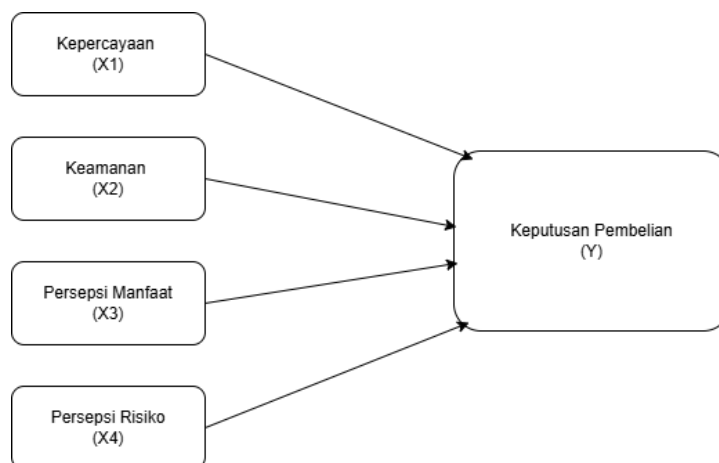 Kepercayaan
(X1)
Keamanan
(X2)
Persepsi Manfaat
(X3)
Persepsi Risiko
(X4)
Keputusan Pembelian
(Y)